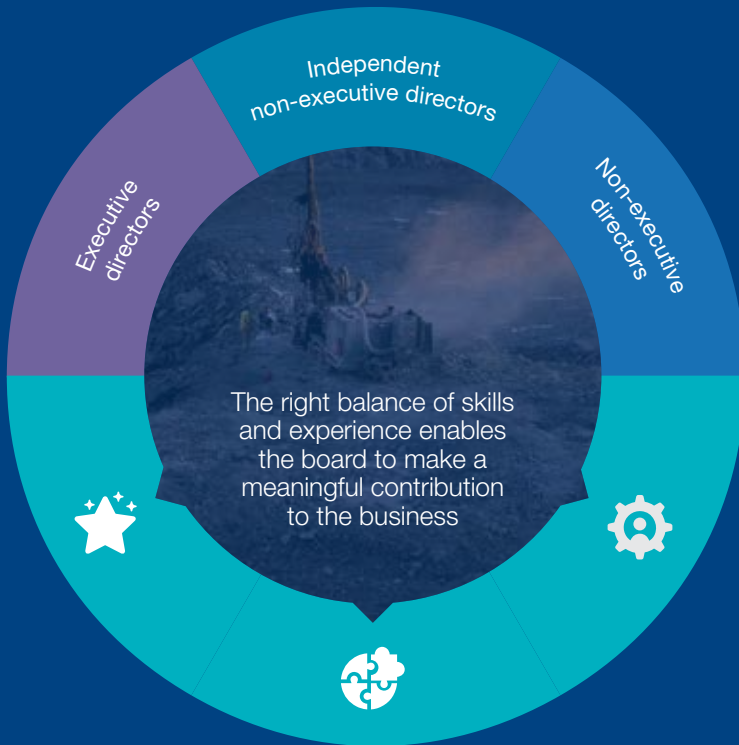 Independent
non-executive directors
Executive
directors
Non-executive
directors
The right balance of skills
and experience enables
the board to make a
meaningful contribution
to the business